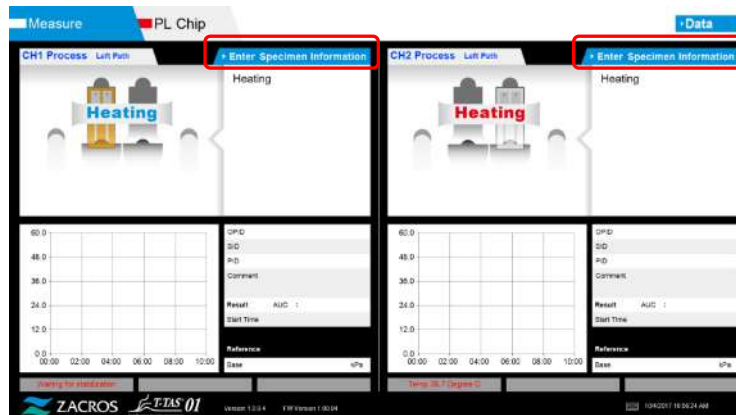 Measure
PL Chip
Data
CH1 Process Left Path
Enter Specimen Information
Heating
Heating
60.0
48.0
36.0
24.0
12.0
0.0
00:00 02:00 04:00 06:00 08:00 10:00
OPID
SID
PID
Comment
Result AUC :
Start Time
Reference
Base kPa
Waiting for stabilization
CH2 Process Left Path
Enter Specimen Information
Heating
Heating
60.0
48.0
36.0
24.0
12.0
0.0
00:00 02:00 04:00 06:00 08:00 10:00
OPID
SID
PID
Comment
Result AUC :
Start Time
Reference
Base kPa
ZACROS T-TAS 01